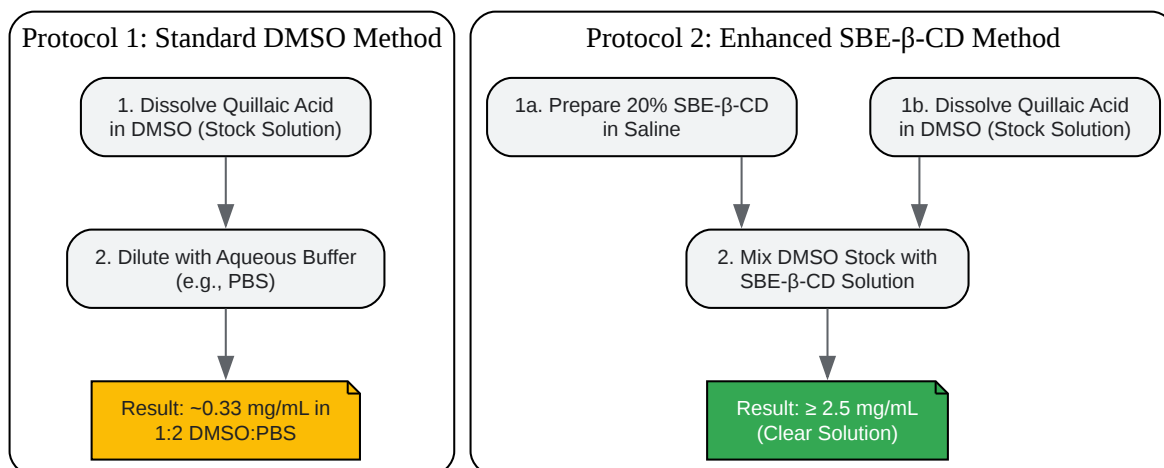 Protocol 1: Standard DMSO Method
1. Dissolve Quillaic Acid
in DMSO (Stock Solution)
2. Dilute with Aqueous Buffer
(e.g., PBS)
Result: ~0.33 mg/mL in
1:2 DMSO:PBS
Protocol 2: Enhanced SBE-β-CD Method
1a. Prepare 20% SBE-β-CD
in Saline
1b. Dissolve Quillaic Acid
in DMSO (Stock Solution)
2. Mix DMSO Stock with
SBE-β-CD Solution
Result: ≥ 2.5 mg/mL
(Clear Solution)